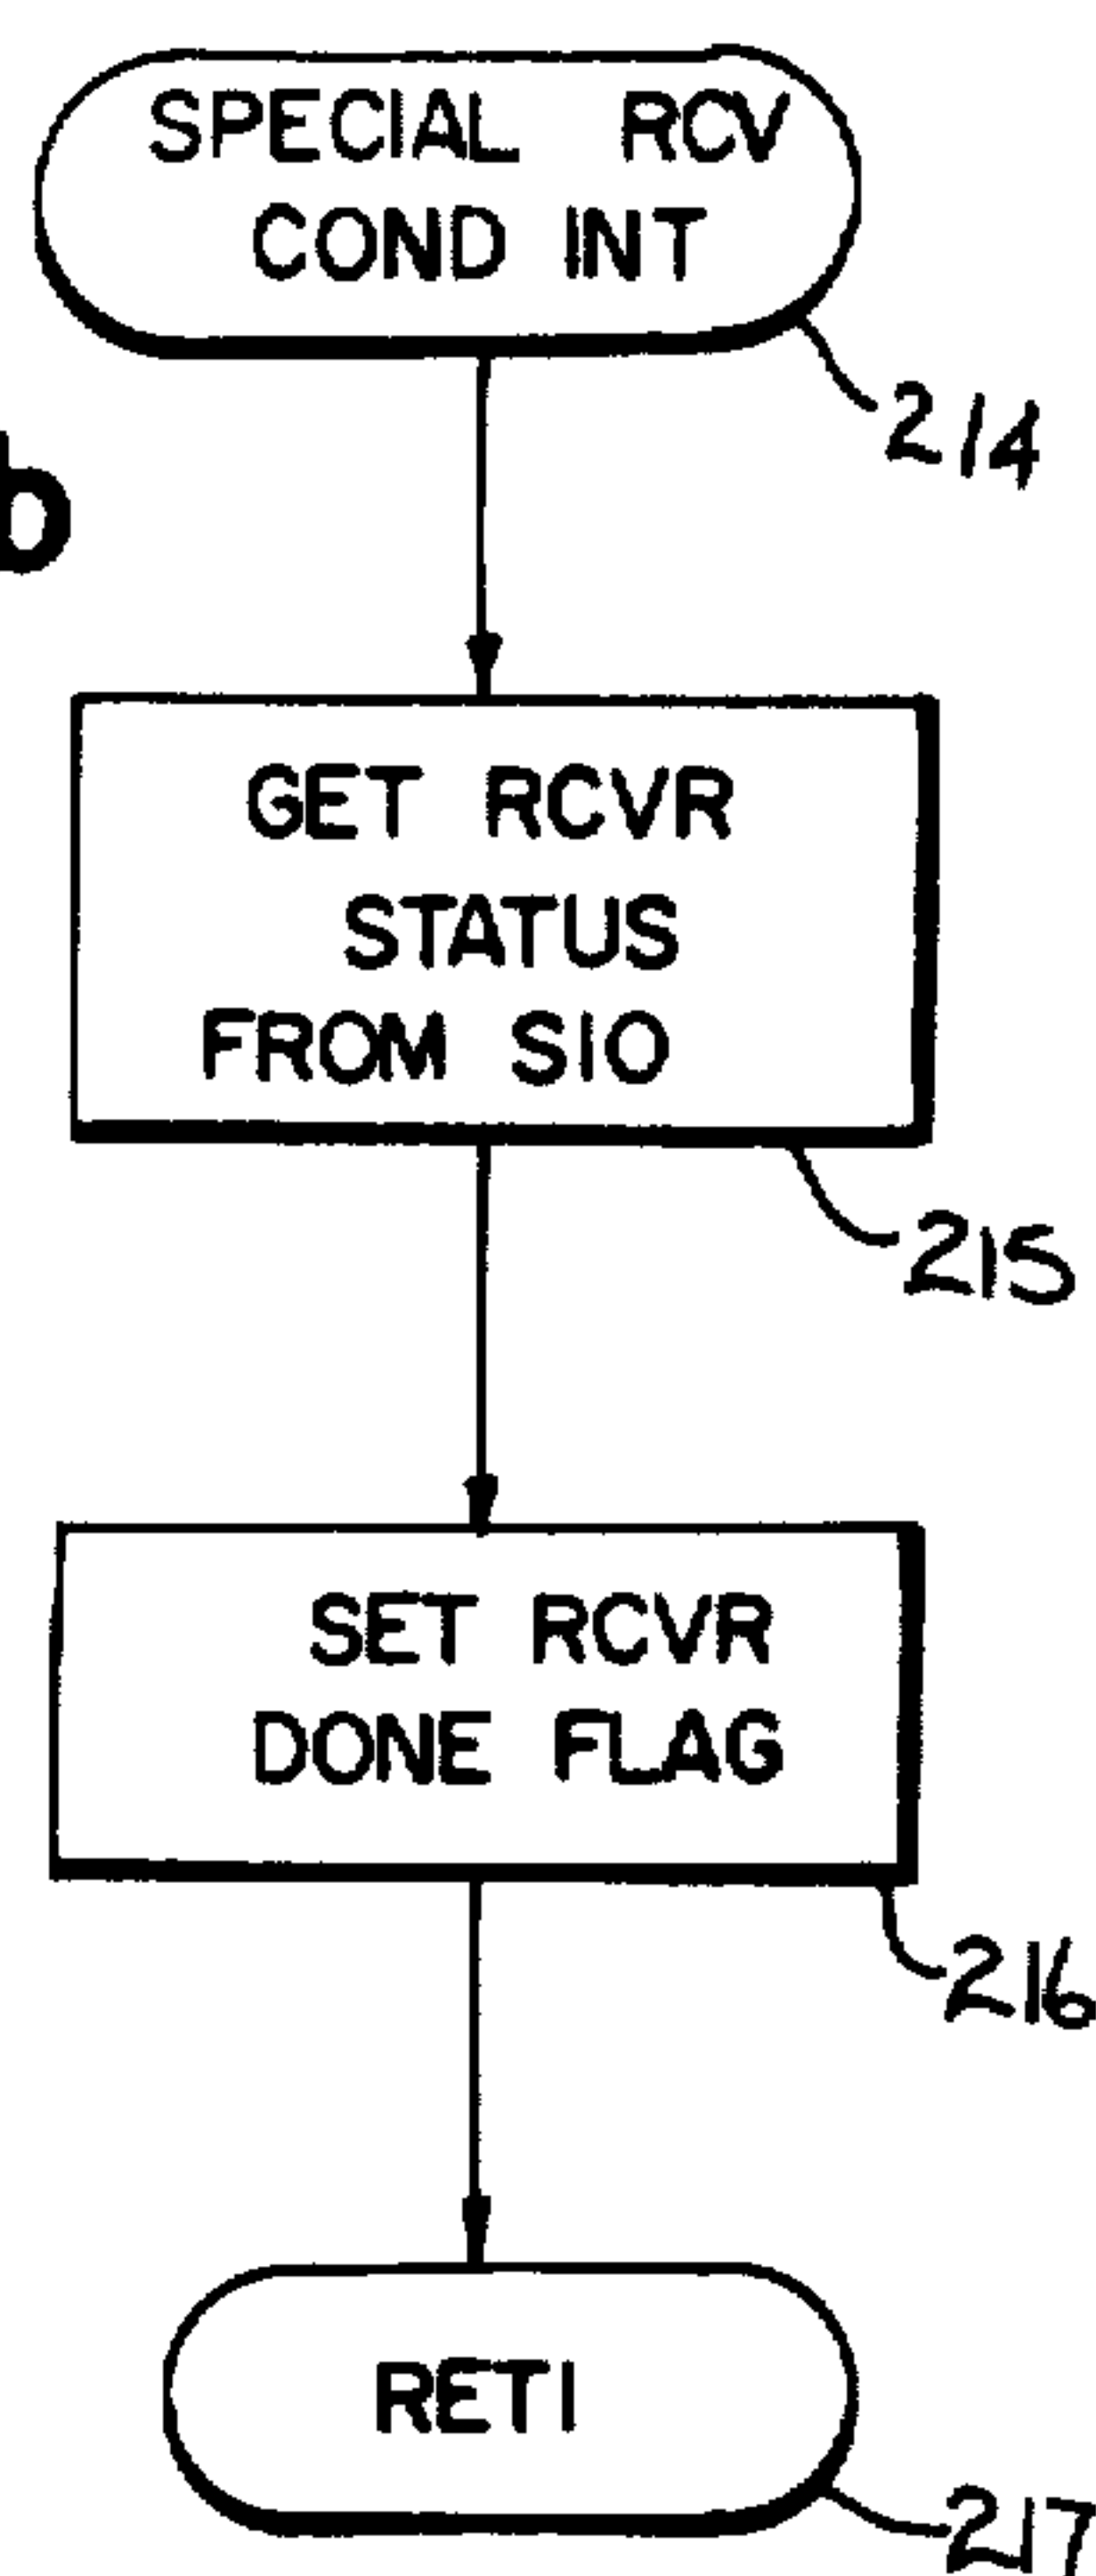 SPECIAL RCV
COND INT
214
b
GET RCVR
STATUS
FROM SIO
215
SET RCVR
DONE FLAG
216
RETI
217